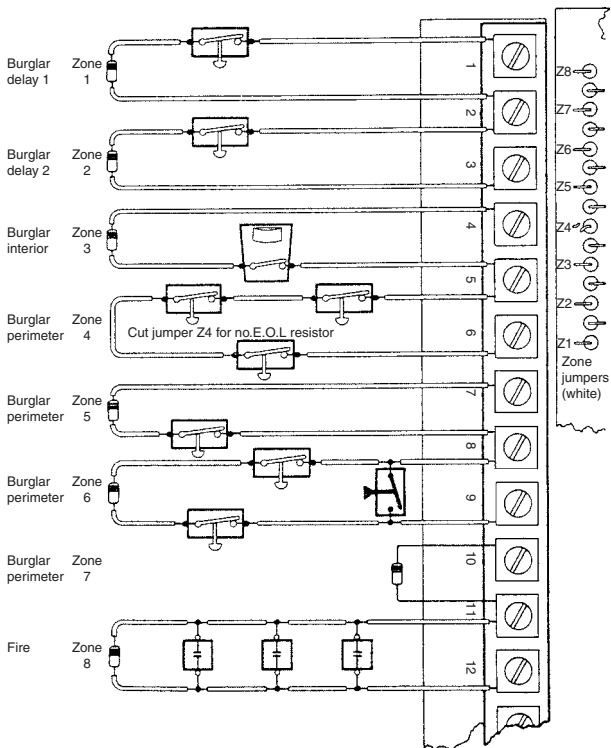 Burglar Zone
delay 1 1
1
Z8
Z7
2
Burglar Zone
delay 2 2
3
Z6
Z5
Burglar Zone
interior 3
4
Z4
5
Z3
Z2
Burglar Zone
perimeter 4
Cut jumper Z4 for no.E.O.L resistor
6
Z1
Zone
jumpers
(white)
7
Burglar Zone
perimeter 5
8
Burglar Zone
perimeter 6
9
Burglar Zone
perimeter 7
10
11
Fire Zone
8
12